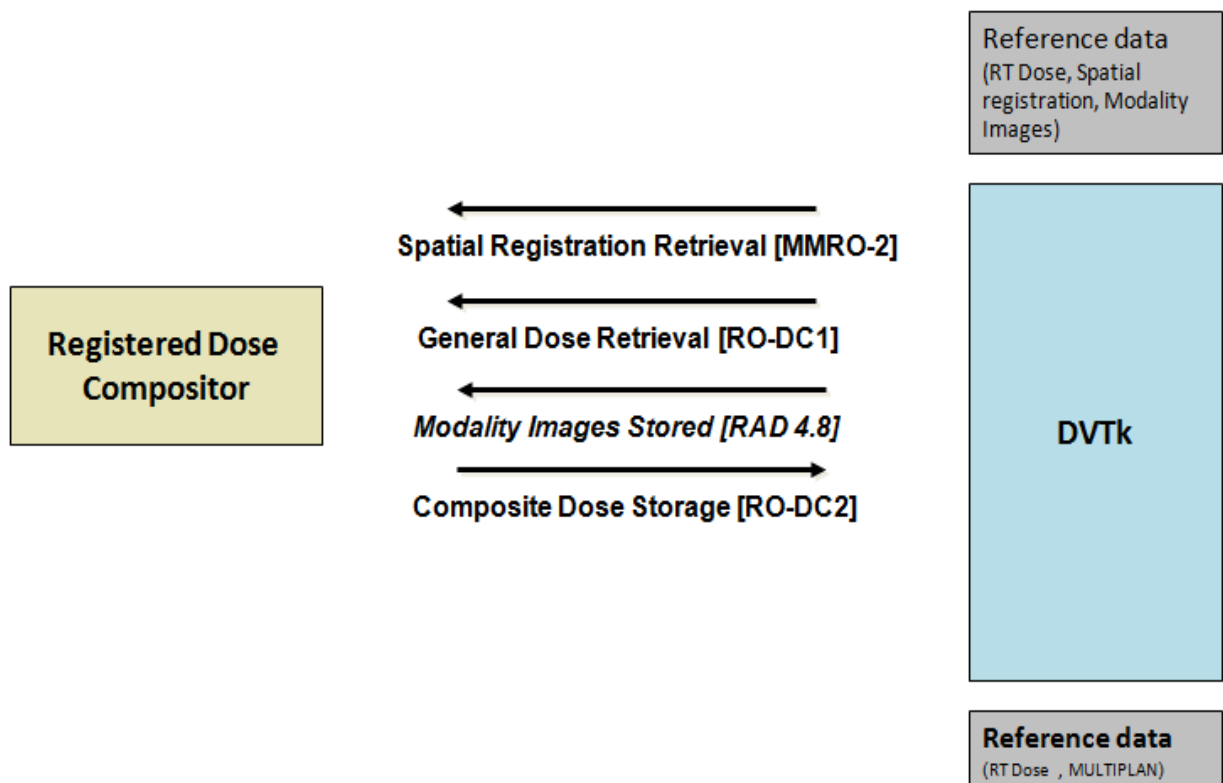 Reference data
(RT Dose, Spatial
registration, Modality
Images)
Spatial Registration Retrieval [MMRO-2]
General Dose Retrieval [RO-DC1]
Registered Dose
Compositor
Modality Images Stored [RAD 4.8]
DVTk
Composite Dose Storage [RO-DC2]
Reference data
(RT Dose , MULTIPLAN)